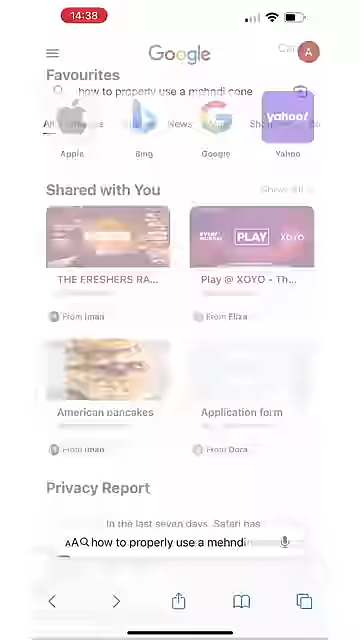 14:38
Google
A
Favourites
how to properly use a mehndi cone
News
Apple
Bing
Google
Yahoo
yahoo!
Shared with You
Show All
PLAY
XOYO
THE FRESHERS RA...
Play @ XOYO - Th...
From Iman
From Eliza
American pancakes
Application form
From Iman
From Dora
Privacy Report
In the last seven days, Safari has
AA how to properly use a mehndi